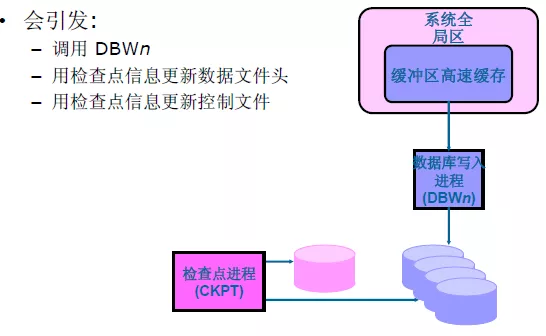 • 会引发：
– 调用 DBWn
– 用检查点信息更新数据文件头
– 用检查点信息更新控制文件
系统全
局区
缓冲区高速缓存
数据库写入
进程
(DBWn)
检查点进程
(CKPT)